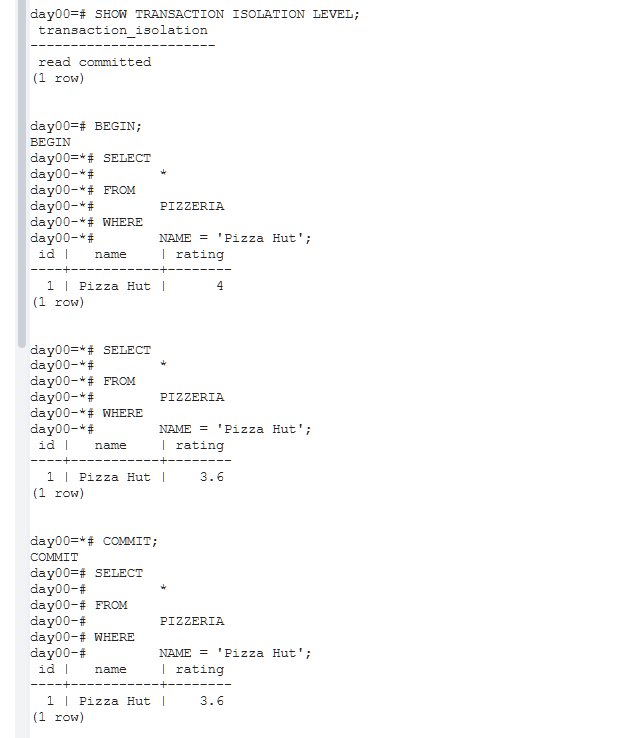 day00=# SHOW TRANSACTION ISOLATION LEVEL;
 transaction_isolation
-----------------------
 read committed
(1 row)
day00=# BEGIN;
BEGIN
day00=*# SELECT
day00-*#        *
day00-*# FROM
day00-*#        PIZZERIA
day00-*# WHERE
day00-*#        NAME = 'Pizza Hut';
 id |   name    | rating
----+-----------+--------
  1 | Pizza Hut |      4
(1 row)
day00=*# SELECT
day00-*#        *
day00-*# FROM
day00-*#        PIZZERIA
day00-*# WHERE
day00-*#        NAME = 'Pizza Hut';
 id |   name    | rating
----+-----------+--------
  1 | Pizza Hut |    3.6
(1 row)
day00=*# COMMIT;
COMMIT
day00=# SELECT
day00-#         *
day00-# FROM
day00-#         PIZZERIA
day00-# WHERE
day00-#         NAME = 'Pizza Hut';
 id |   name    | rating
----+-----------+--------
  1 | Pizza Hut |    3.6
(1 row)